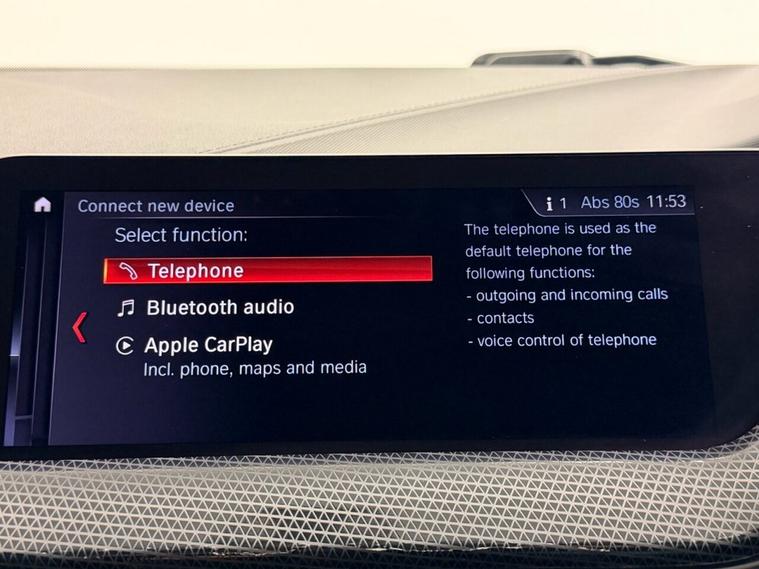 Connect new device
i 1 Abs 80s 11:53
Select function:
Telephone
Bluetooth audio
Apple CarPlay
Incl. phone, maps and media
The telephone is used as the
default telephone for the
following functions:
- outgoing and incoming calls
- contacts
- voice control of telephone